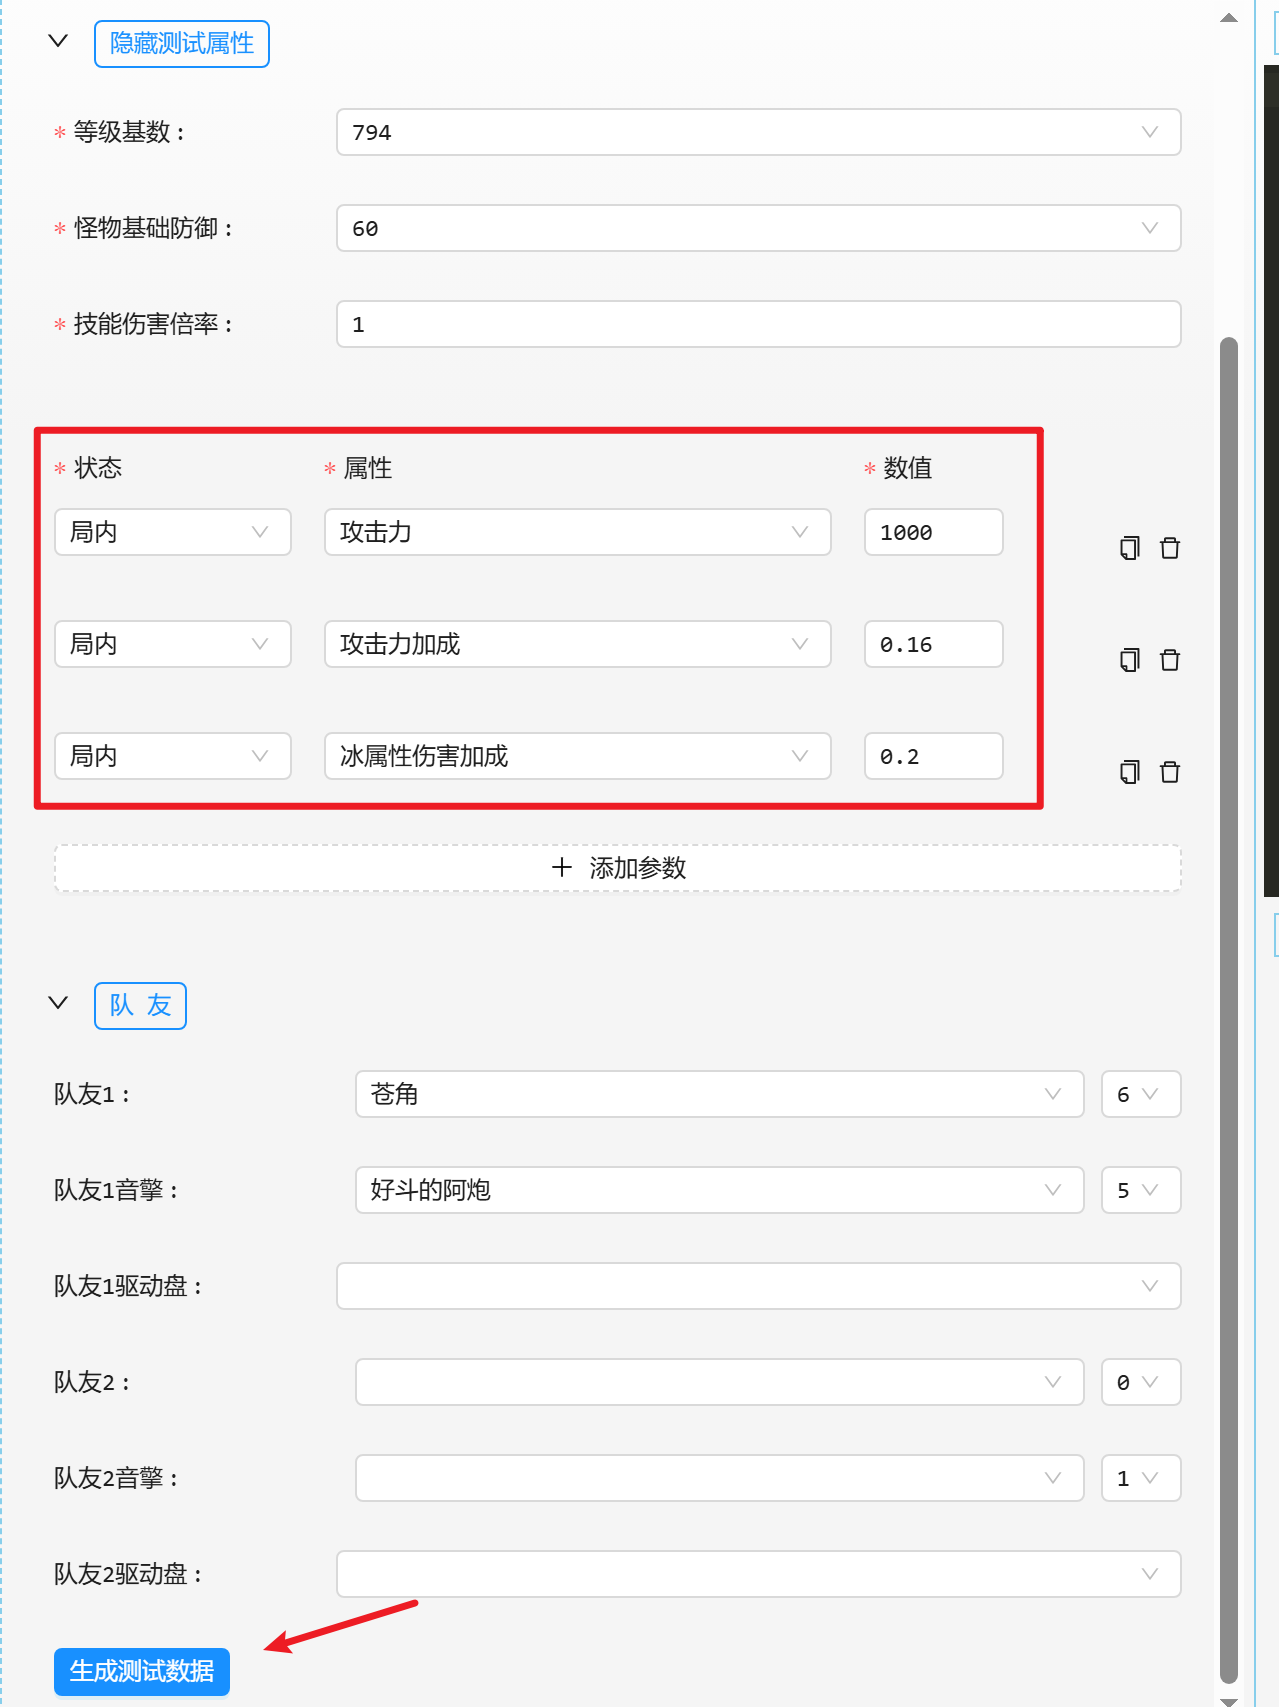 隐藏测试属性
* 等级基数： 794
* 怪物基础防御： 60
* 技能伤害倍率： 1
* 状态 * 属性 * 数值
局内 攻击力 1000
局内 攻击力加成 0.16
局内 冰属性伤害加成 0.2
+ 添加参数
队 友
队友1： 苍角 6
队友1音擎： 好斗的阿炮 5
队友1驱动盘：
队友2： 0
队友2音擎： 1
队友2驱动盘：
生成测试数据